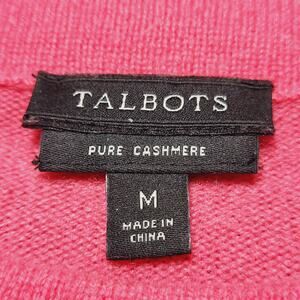 TALBOTS
PURE CASHMERE
M
MADE IN
CHINA